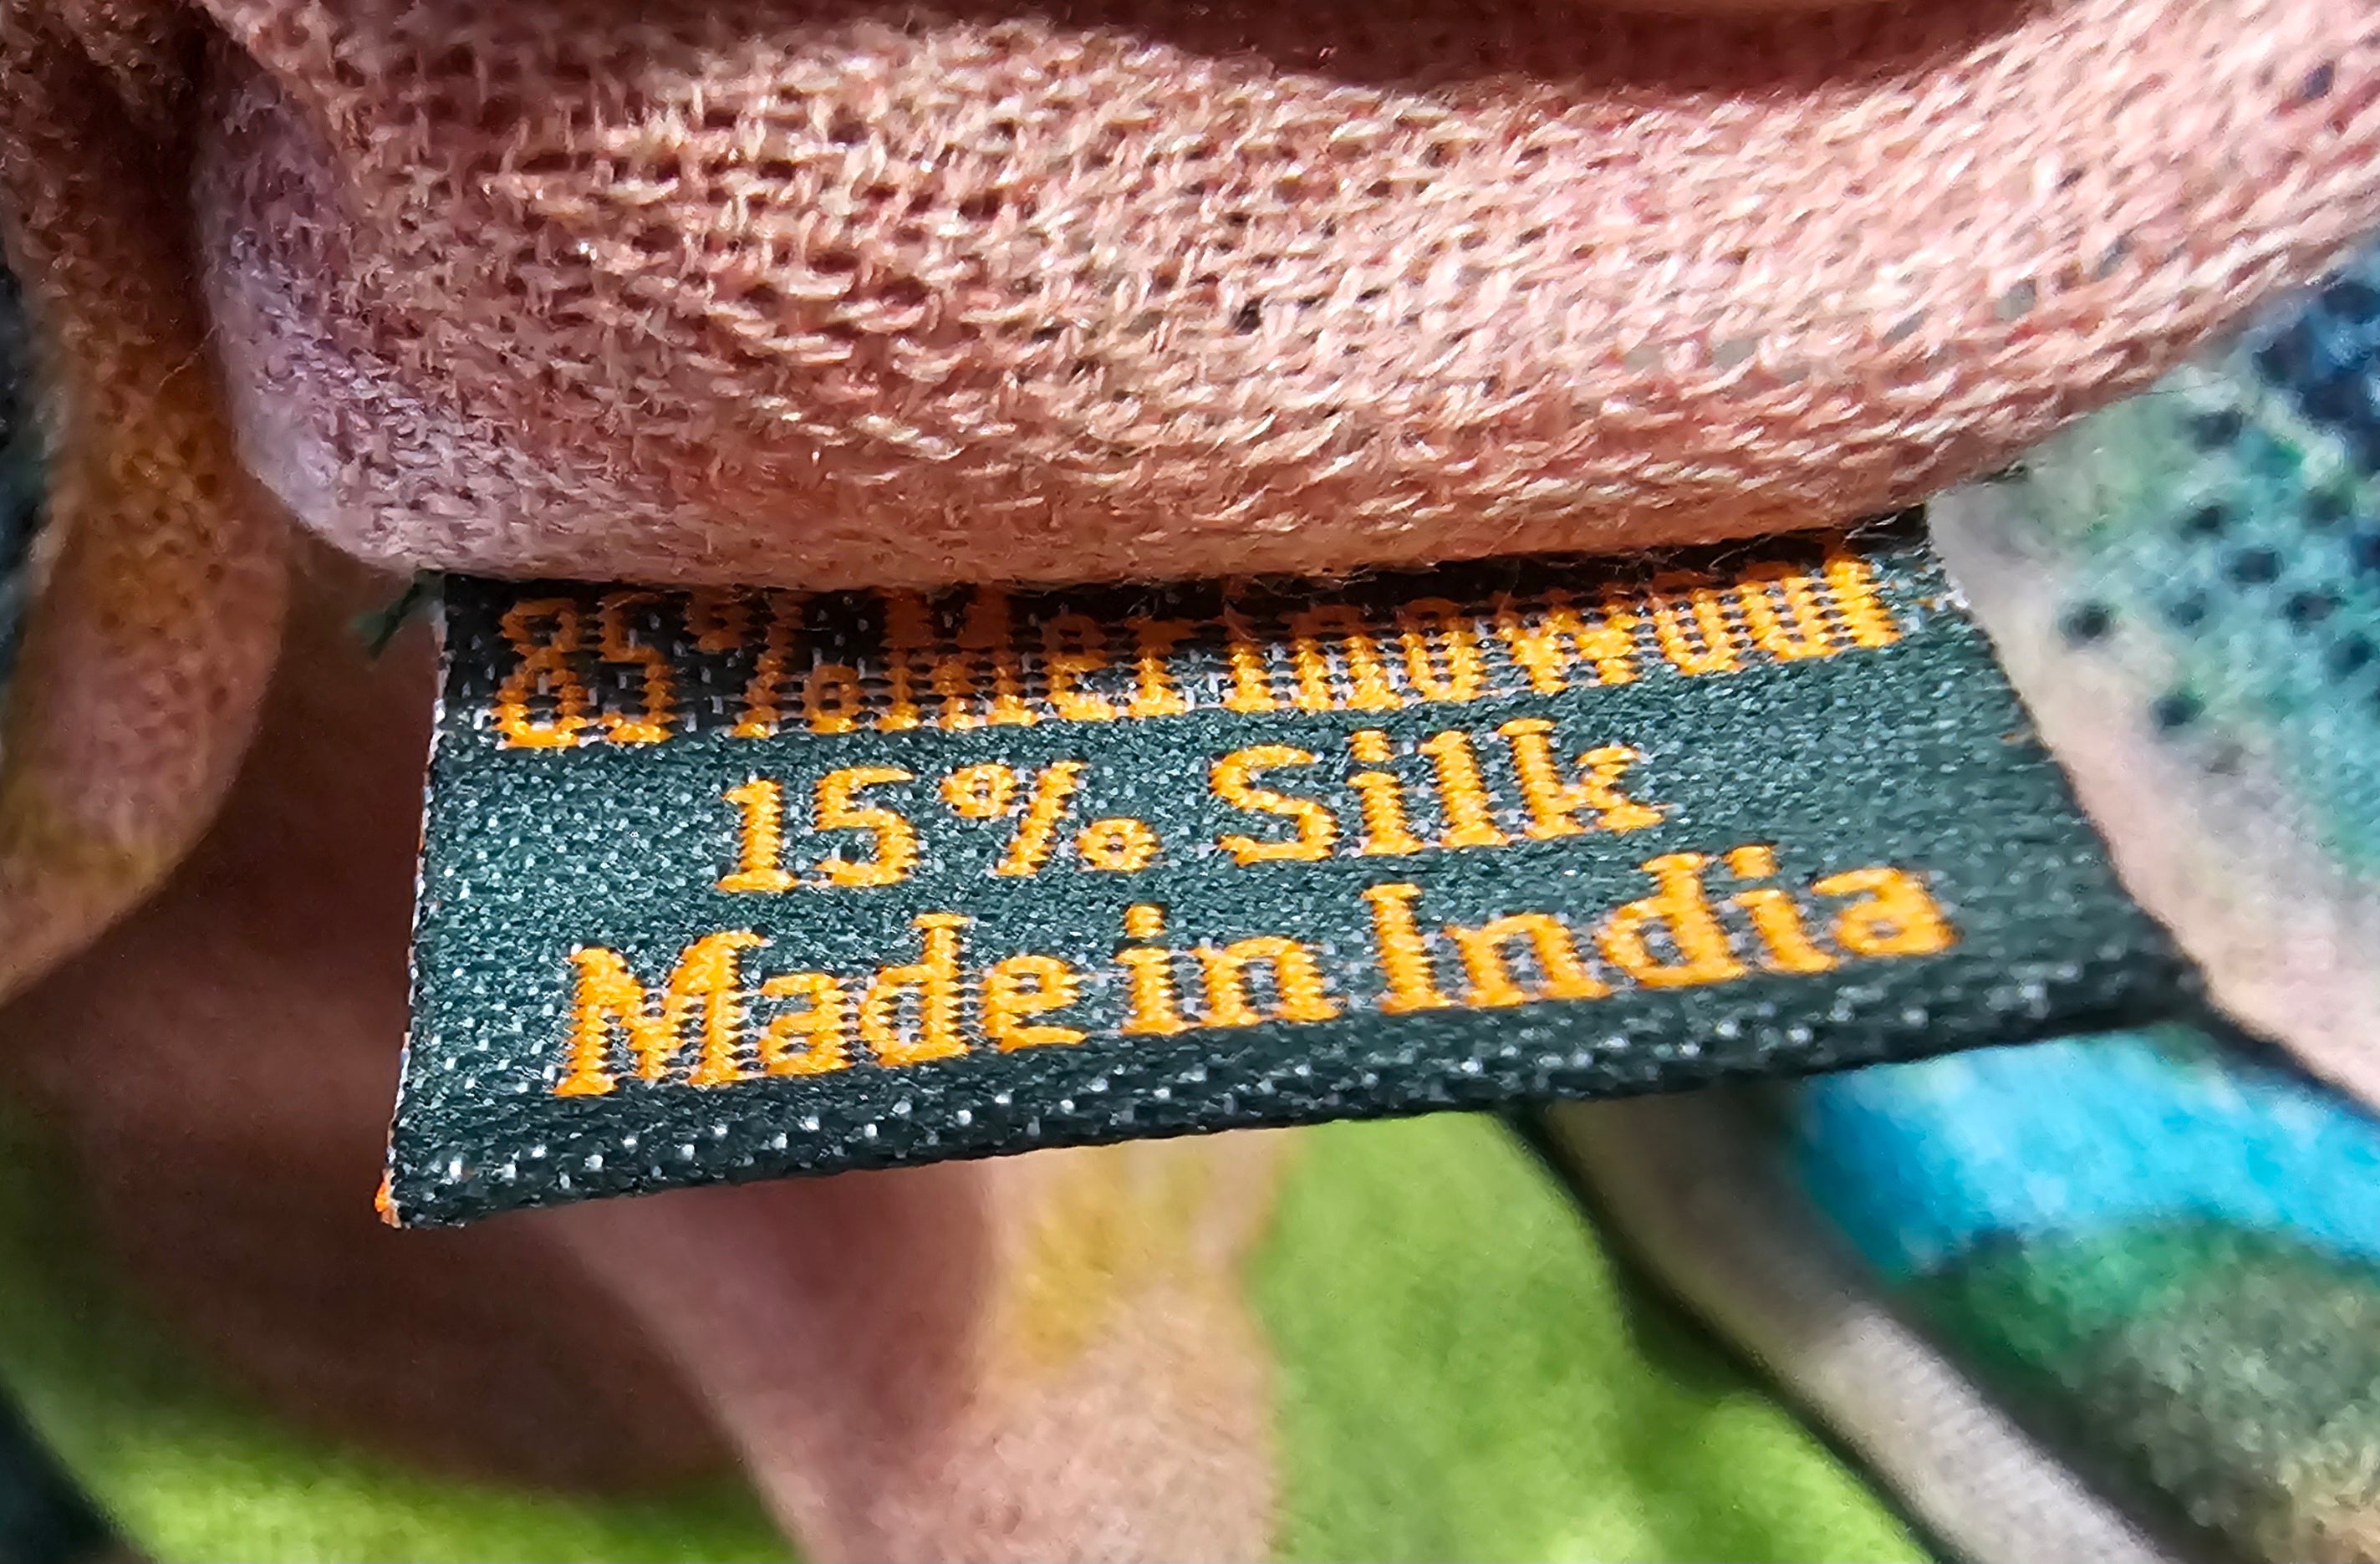 85% Merino wool
15% Silk
Made in India